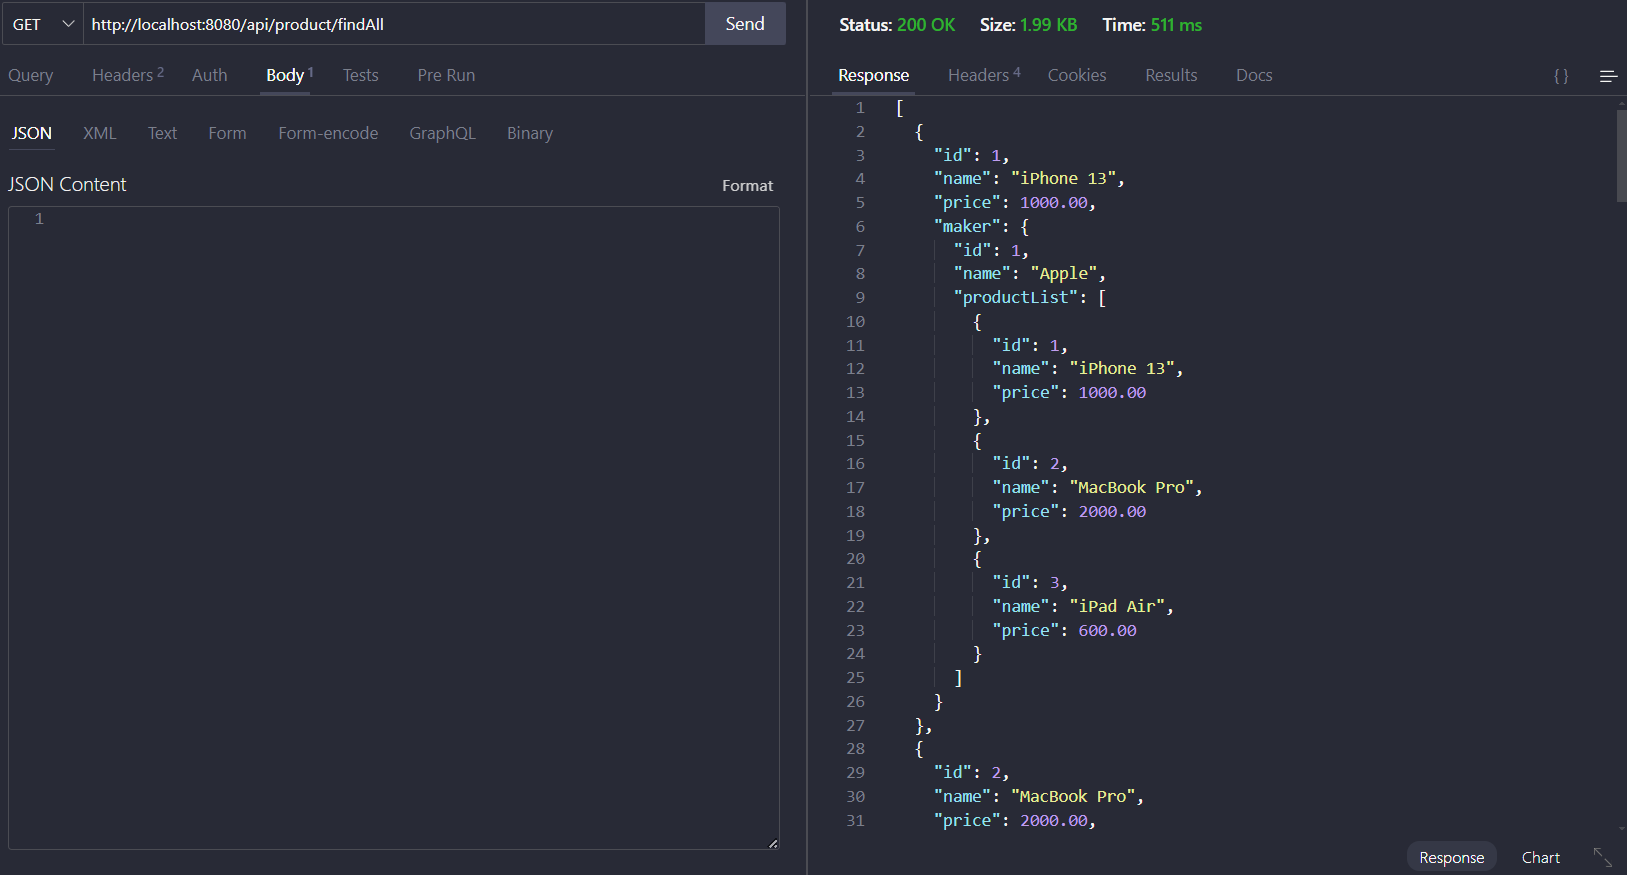 GET http://localhost:8080/api/product/findAll Send
Query Headers 2 Auth Body 1 Tests Pre Run
JSON XML Text Form Form-encode GraphQL Binary
JSON Content Format
1
Status: 200 OK Size: 1.99 KB Time: 511 ms
Response Headers 4 Cookies Results Docs { }
1 [
2 {
3 "id": 1,
4 "name": "iPhone 13",
5 "price": 1000.00,
6 "maker": {
7 "id": 1,
8 "name": "Apple",
9 "productList": [
10 {
11 "id": 1,
12 "name": "iPhone 13",
13 "price": 1000.00
14 },
15 {
16 "id": 2,
17 "name": "MacBook Pro",
18 "price": 2000.00
19 },
20 {
21 "id": 3,
22 "name": "iPad Air",
23 "price": 600.00
24 }
25 ]
26 }
27 },
28 {
29 "id": 2,
30 "name": "MacBook Pro",
31 "price": 2000.00,
Response Chart